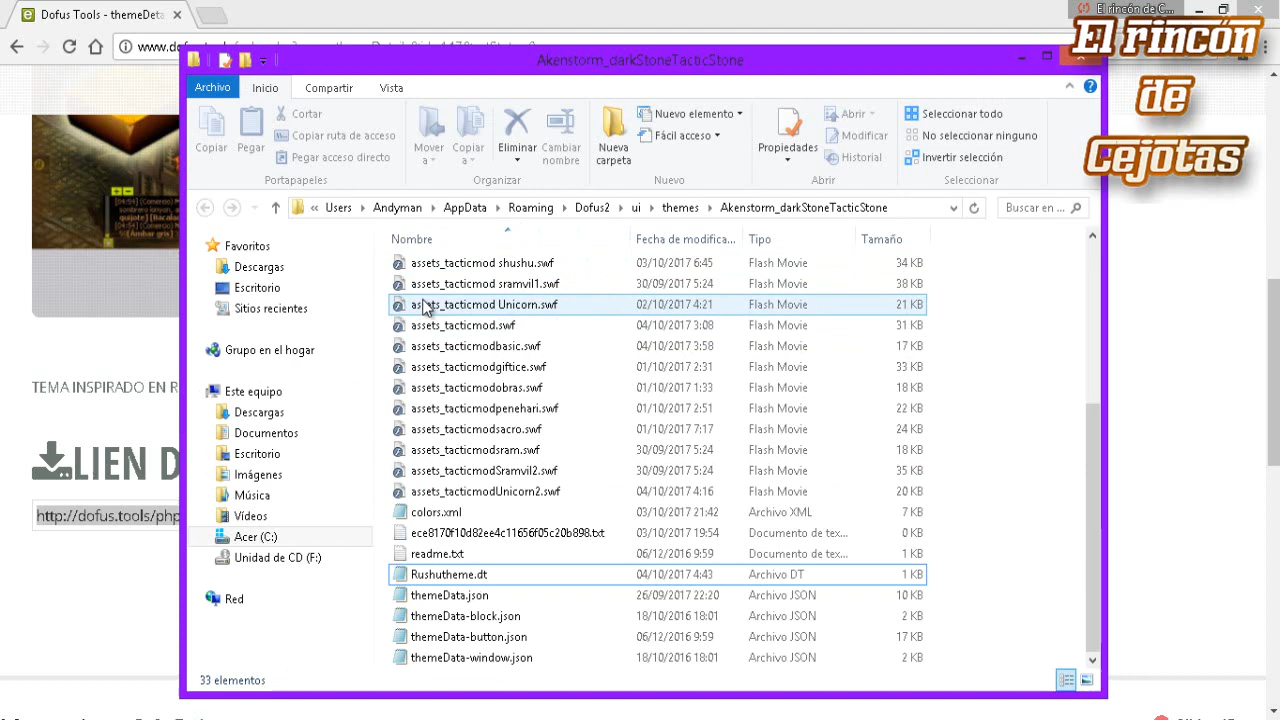 Dofus Tools - themeData
El rincón de C...
www.do
El rincón
de
Cejotas
Akenstorm_darkStoneTacticStone
Archivo Inicio Compartir Vista
Copiar
Pegar
Cortar
Copiar ruta de acceso
Pegar acceso directo
Portapapeles
Mover a
Copiar a
Eliminar
Cambiar nombre
Organizar
Nueva carpeta
Nuevo elemento
Fácil acceso
Nuevo
Propiedades
Abrir
Modificar
Historial
Abrir
Seleccionar todo
No seleccionar ninguno
Invertir selección
Seleccionar
« Users Andymarc AppData Roaming Dofus2 ui themes Akenstorm_darkStoneTacticStone
Buscar en ...
Nombre Fecha de modifica... Tipo Tamaño
Favoritos
Descargas
Escritorio
Sitios recientes
Grupo en el hogar
Este equipo
Descargas
Documentos
Escritorio
Imágenes
Música
Vídeos
Acer (C:)
Unidad de CD (F:)
Red
assets_tacticmod shushu.swf 03/10/2017 6:45 Flash Movie 34 KB
assets_tacticmod sramvil1.swf 30/09/2017 5:24 Flash Movie 38 KB
assets_tacticmod Unicorn.swf 02/10/2017 4:21 Flash Movie 21 KB
assets_tacticmod.swf 04/10/2017 3:08 Flash Movie 31 KB
assets_tacticmodbasic.swf 04/10/2017 3:58 Flash Movie 17 KB
assets_tacticmodgiftice.swf 01/10/2017 2:31 Flash Movie 33 KB
assets_tacticmodobras.swf 01/10/2017 1:33 Flash Movie 18 KB
assets_tacticmodpenehari.swf 01/10/2017 2:51 Flash Movie 22 KB
assets_tacticmodsacro.swf 01/10/2017 7:17 Flash Movie 24 KB
assets_tacticmodsram.swf 30/09/2017 5:24 Flash Movie 18 KB
assets_tacticmodSramvil2.swf 30/09/2017 5:24 Flash Movie 35 KB
assets_tacticmodUnicorn2.swf 04/10/2017 4:16 Flash Movie 20 KB
colors.xml 03/10/2017 21:42 Archivo XML 7 KB
ece8170f10d82ee4c11656f05c20b898.txt 03/10/2017 19:54 Documento de tex... 0 KB
readme.txt 06/12/2016 9:59 Documento de tex... 1 KB
Rushutheme.dt 04/10/2017 4:43 Archivo DT 1 KB
themeData.json 26/09/2017 22:20 Archivo JSON 10 KB
themeData-block.json 18/10/2016 18:01 Archivo JSON 2 KB
themeData-button.json 06/12/2016 9:59 Archivo JSON 17 KB
themeData-window.json 18/10/2016 18:01 Archivo JSON 2 KB
33 elementos
TEMA INSPIRADO EN R
LIEN D
http://dofus.tools/php